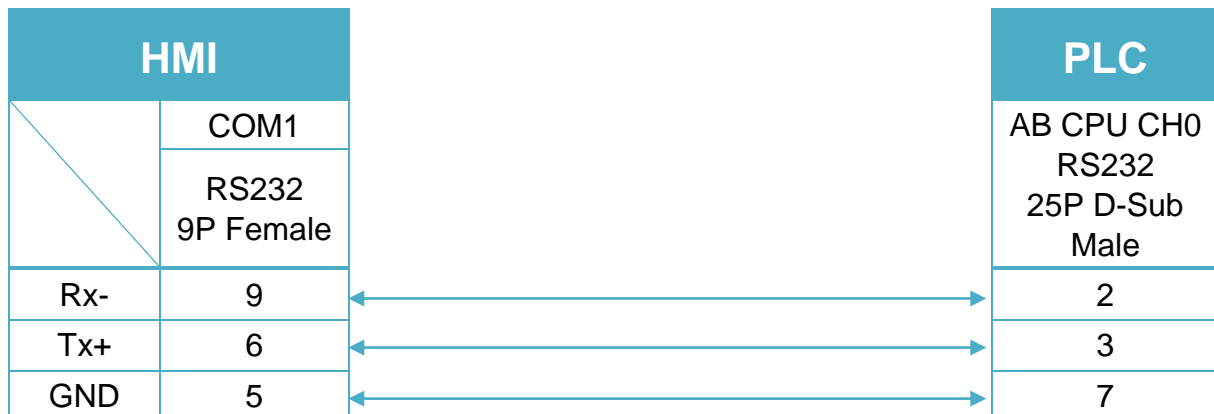 HMI
PLC
COM1
RS232
9P Female
AB CPU CH0
RS232
25P D-Sub
Male
Rx- 9 2
Tx+ 6 3
GND 5 7